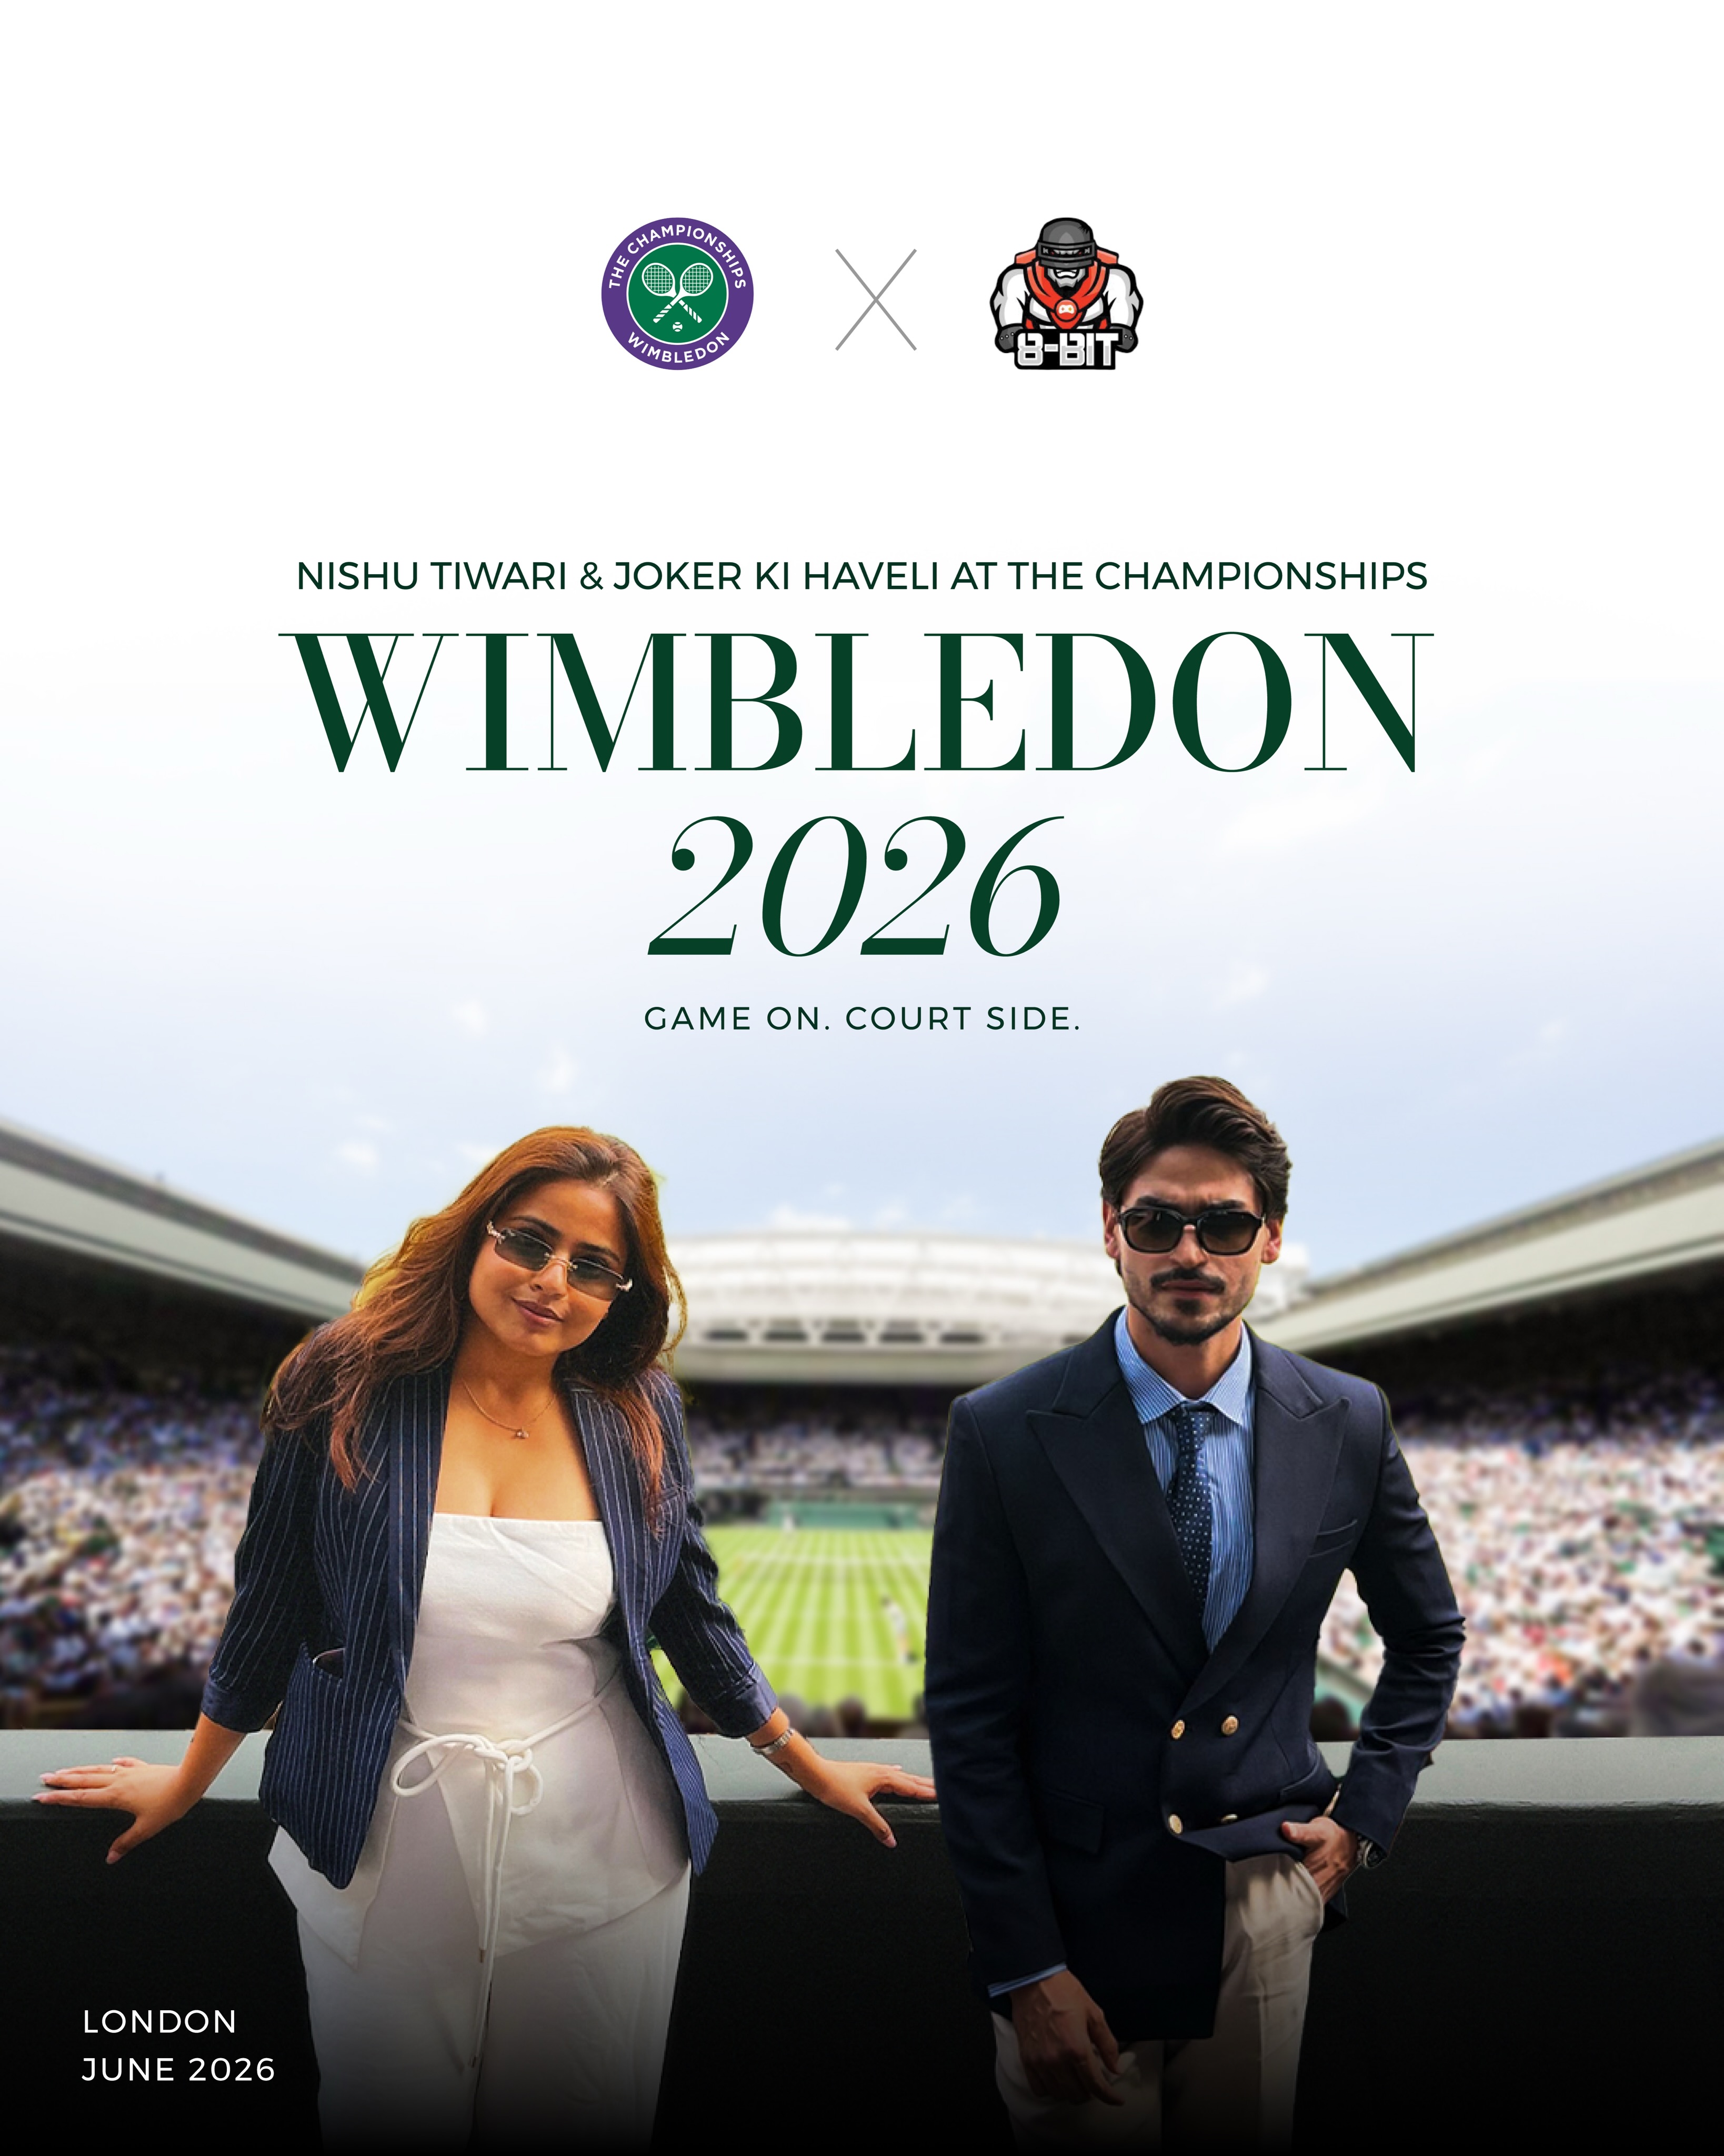 THE CHAMPIONSHIPS
WIMBLEDON
8-BIT
NISHU TIWARI & JOKER KI HAVELI AT THE CHAMPIONSHIPS
WIMBLEDON
2026
GAME ON. COURT SIDE.
LONDON
JUNE 2026